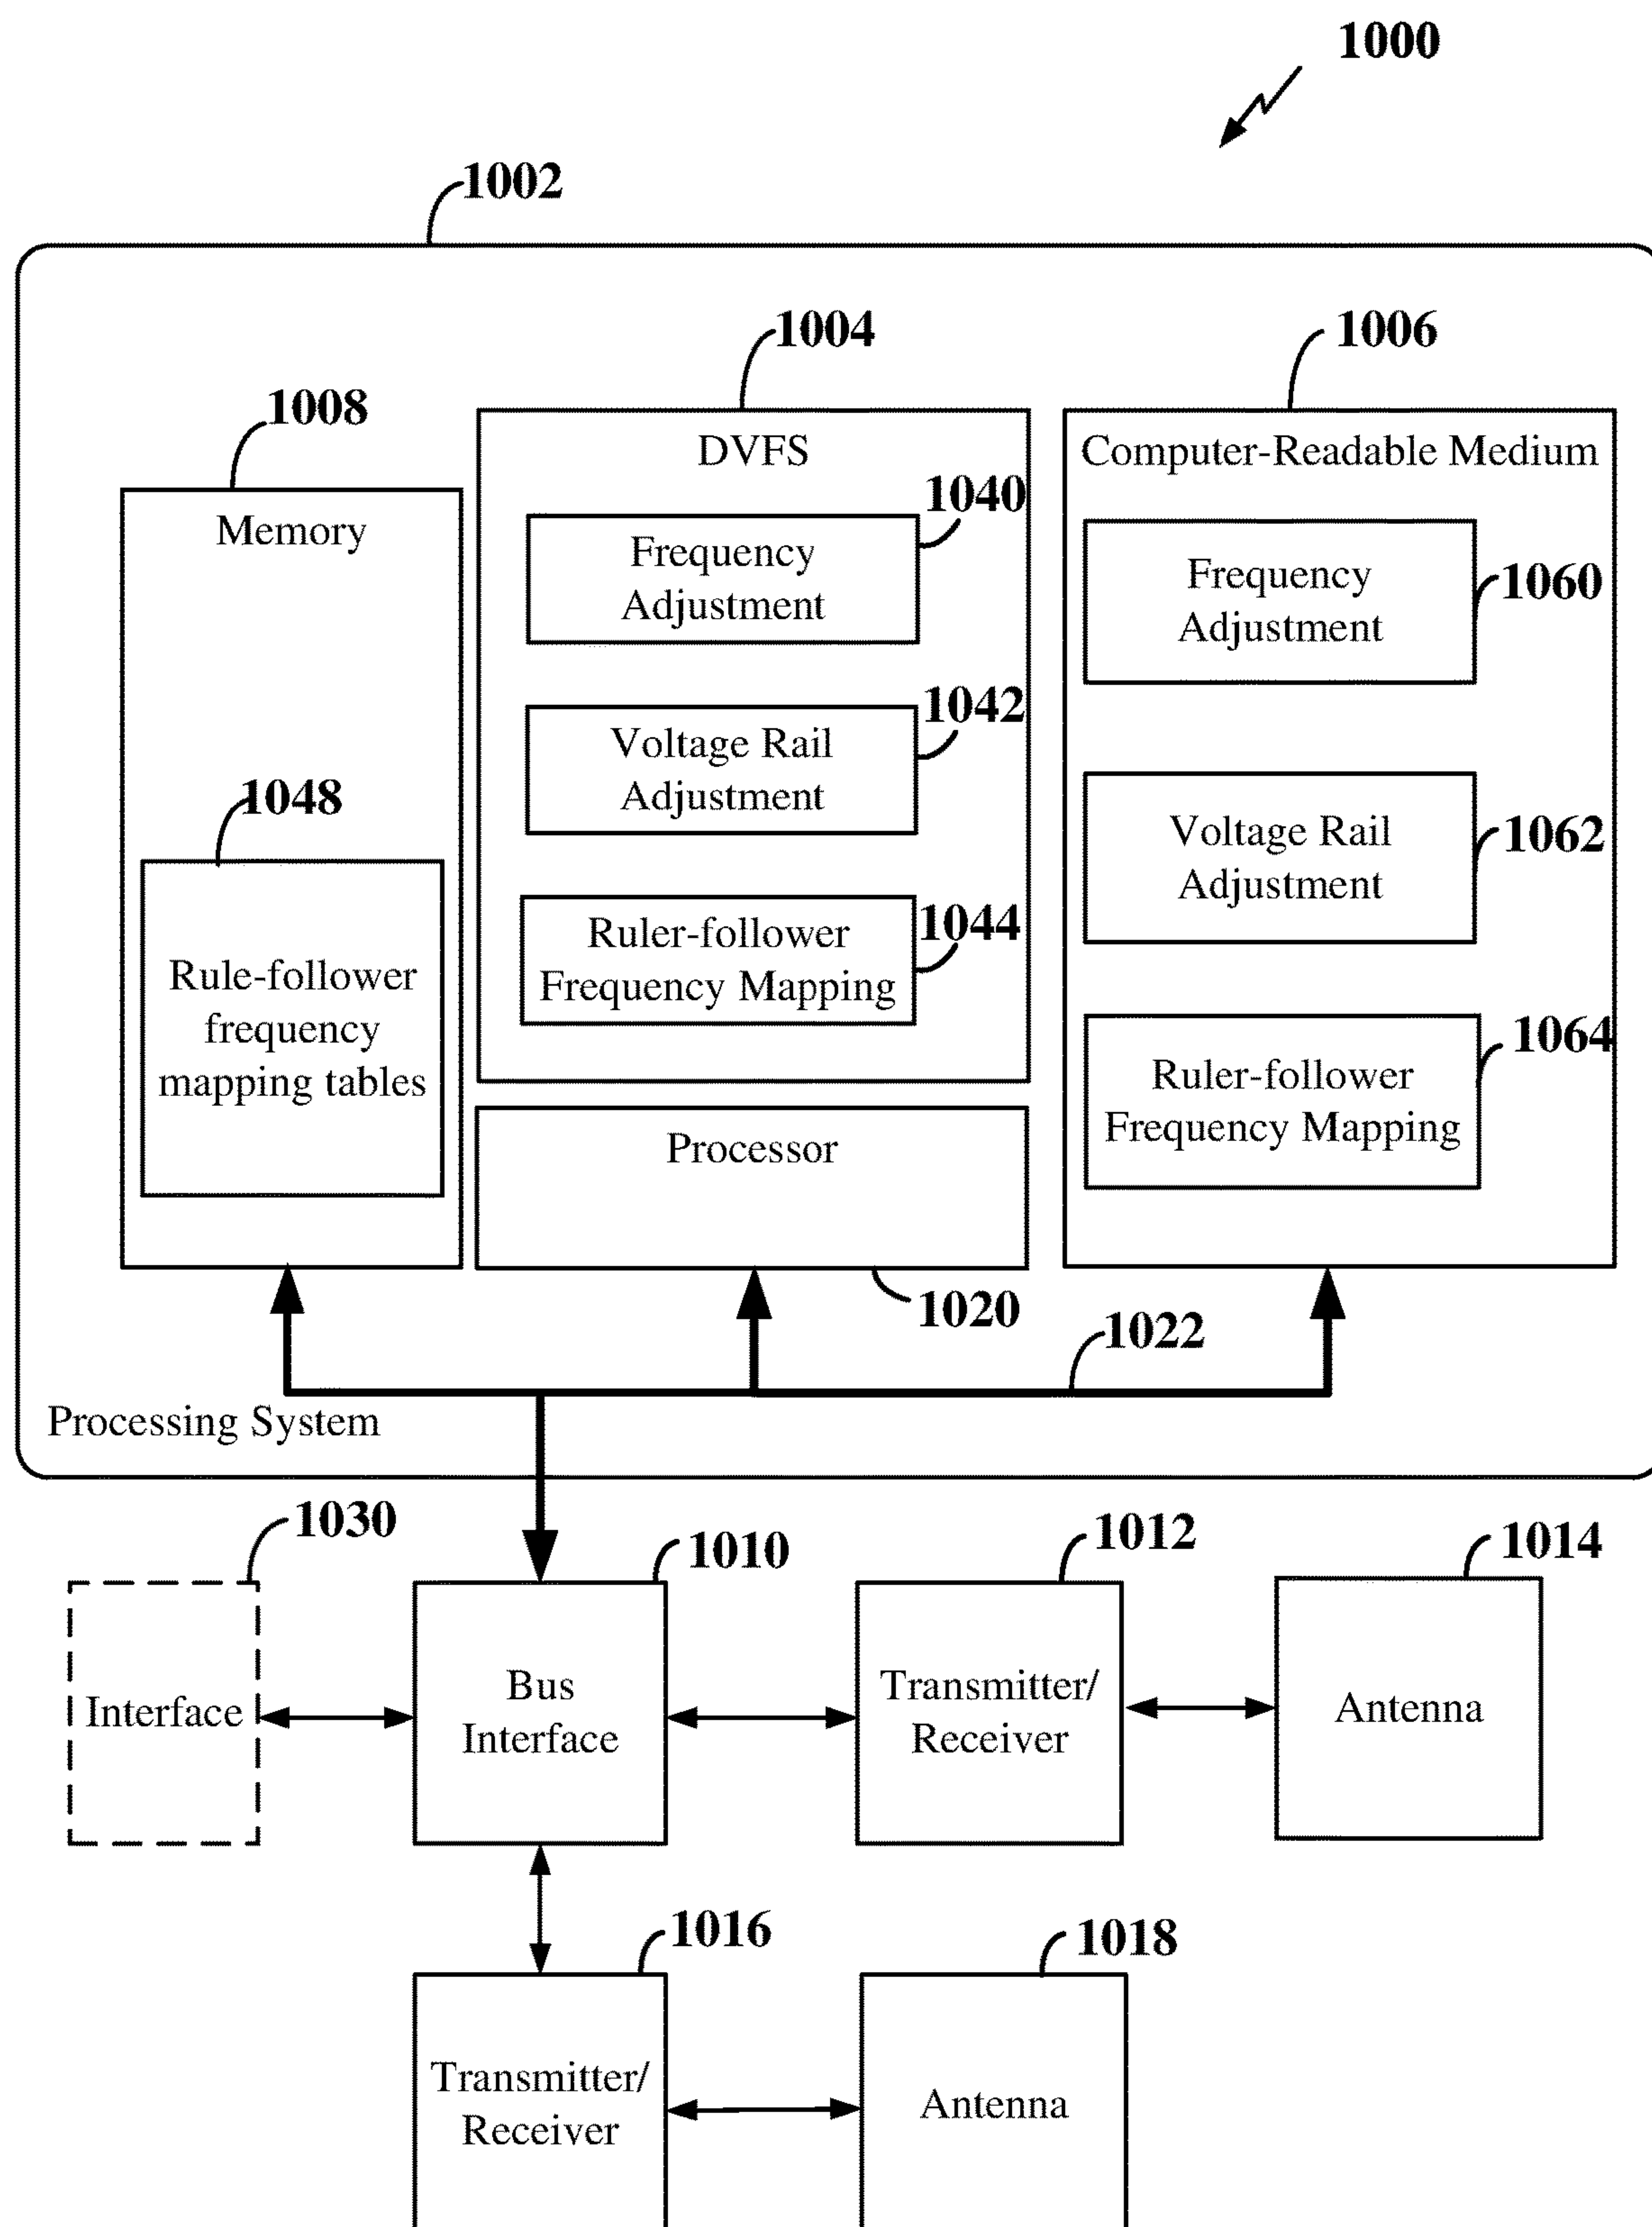 1000
1002
1004
1006
1008
DVFS
Computer-Readable Medium
Memory
1040
Frequency
Adjustment
Frequency
Adjustment
1060
1042
Voltage Rail
Adjustment
1048
Voltage Rail
Adjustment
1062
Rule-follower
frequency
mapping tables
1044
Ruler-follower
Frequency Mapping
1064
Ruler-follower
Frequency Mapping
Processor
1020
1022
Processing System
1030
1010
1012
1014
Interface
Bus
Interface
Transmitter/
Receiver
Antenna
1016
1018
Transmitter/
Receiver
Antenna